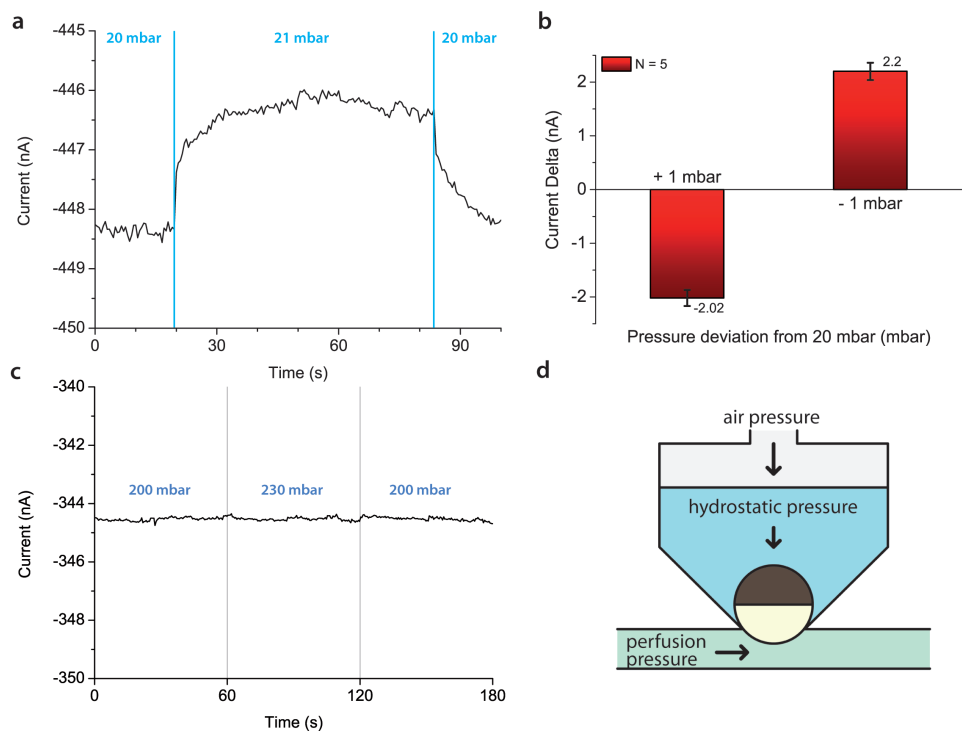 a
20 mbar
21 mbar
20 mbar
-445
-446
-447
-448
-449
-450
Current (nA)
0
30
60
90
Time (s)
b
N = 5
2.2
+ 1 mbar
- 1 mbar
-2.02
2
1
0
-1
-2
Current Delta (nA)
Pressure deviation from 20 mbar (mbar)
c
-340
-342
-344
-346
-348
-350
Current (nA)
200 mbar
230 mbar
200 mbar
0
60
120
180
Time (s)
d
air pressure
hydrostatic pressure
perfusion
pressure